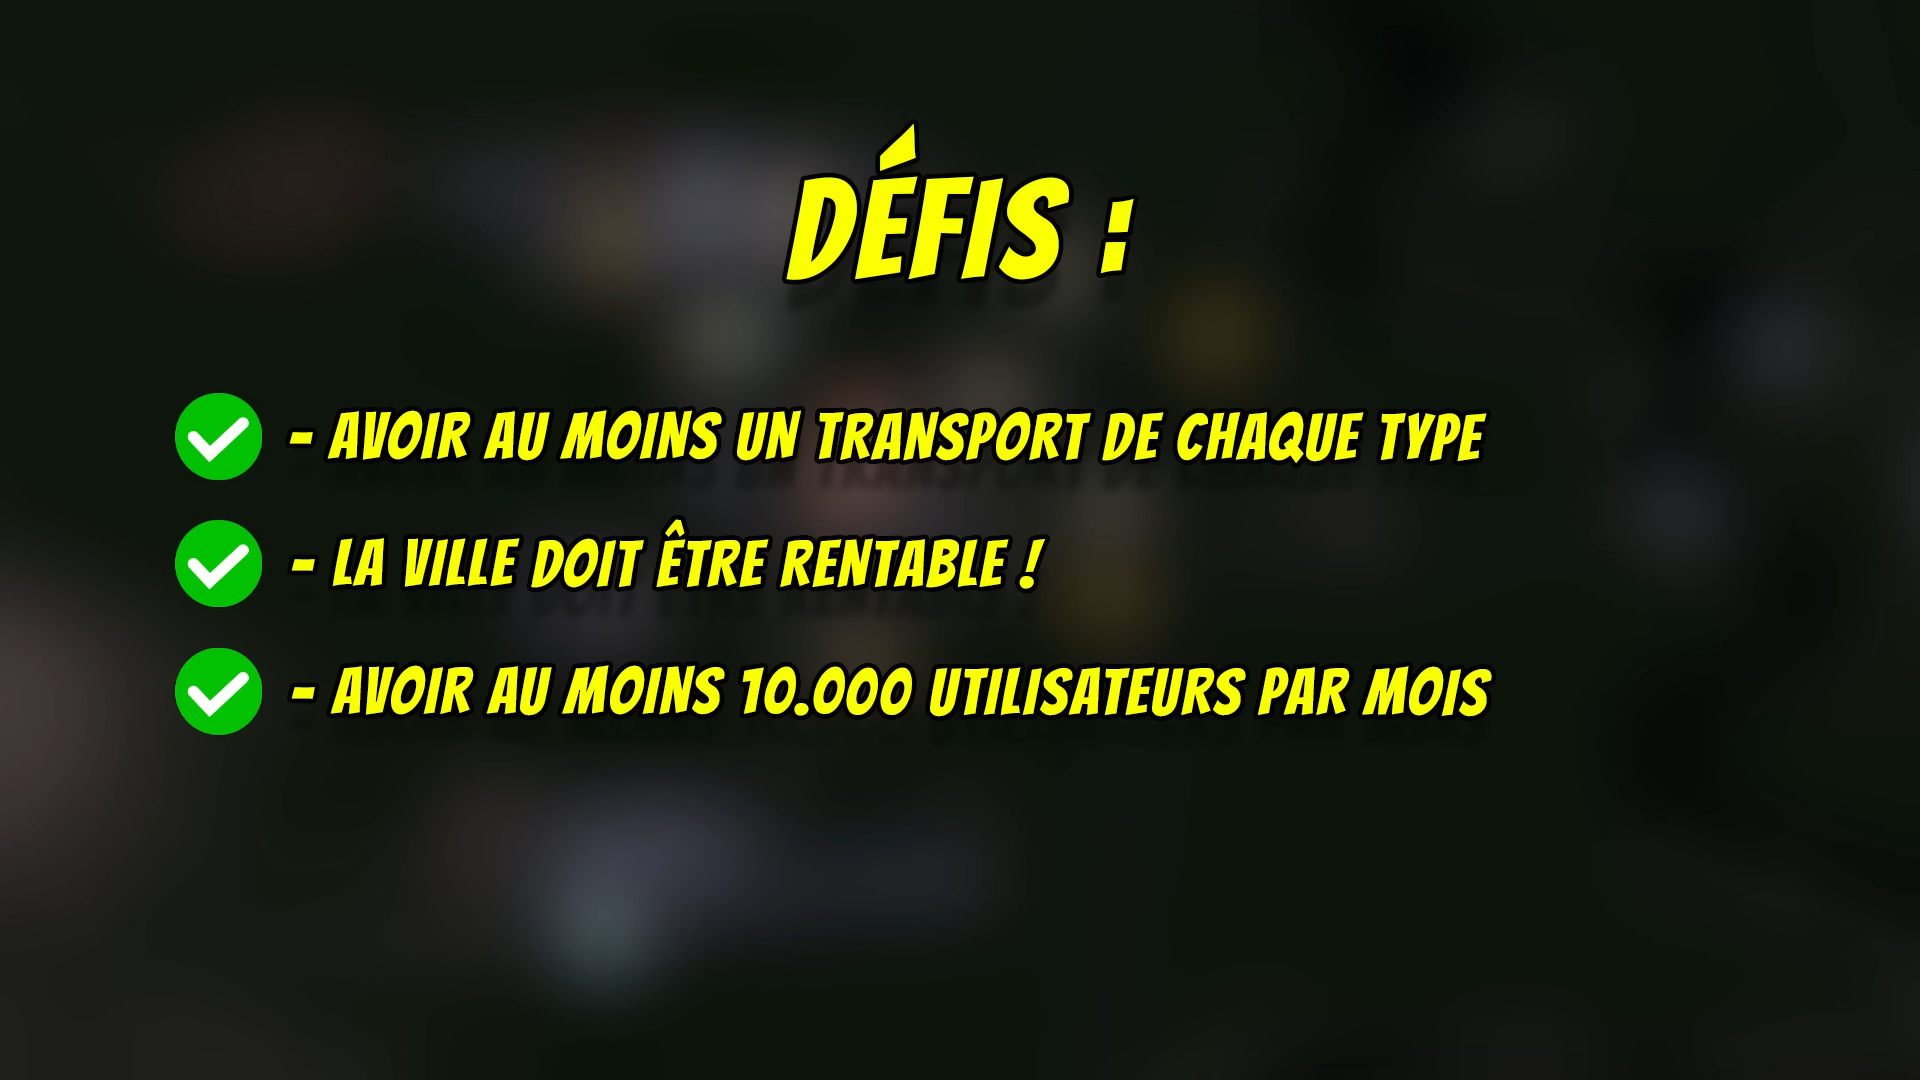 DÉFIS :
- AVOIR AU MOINS UN TRANSPORT DE CHAQUE TYPE
- LA VILLE DOIT ÊTRE RENTABLE !
- AVOIR AU MOINS 10.000 UTILISATEURS PAR MOIS